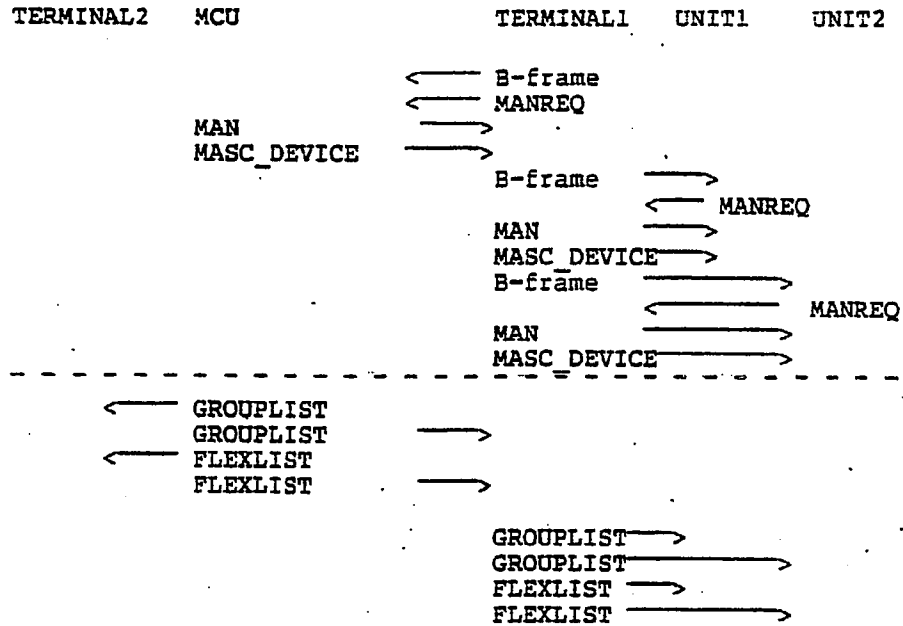 TERMINAL2 MCU TERMINAL1 UNIT1 UNIT2
B-frame
MANREQ
MAN
MASC_DEVICE
B-frame
MANREQ
MAN
MASC_DEVICE
B-frame
MANREQ
MAN
MASC_DEVICE
GROUPLIST
GROUPLIST
FLEXLIST
FLEXLIST
GROUPLIST
GROUPLIST
FLEXLIST
FLEXLIST